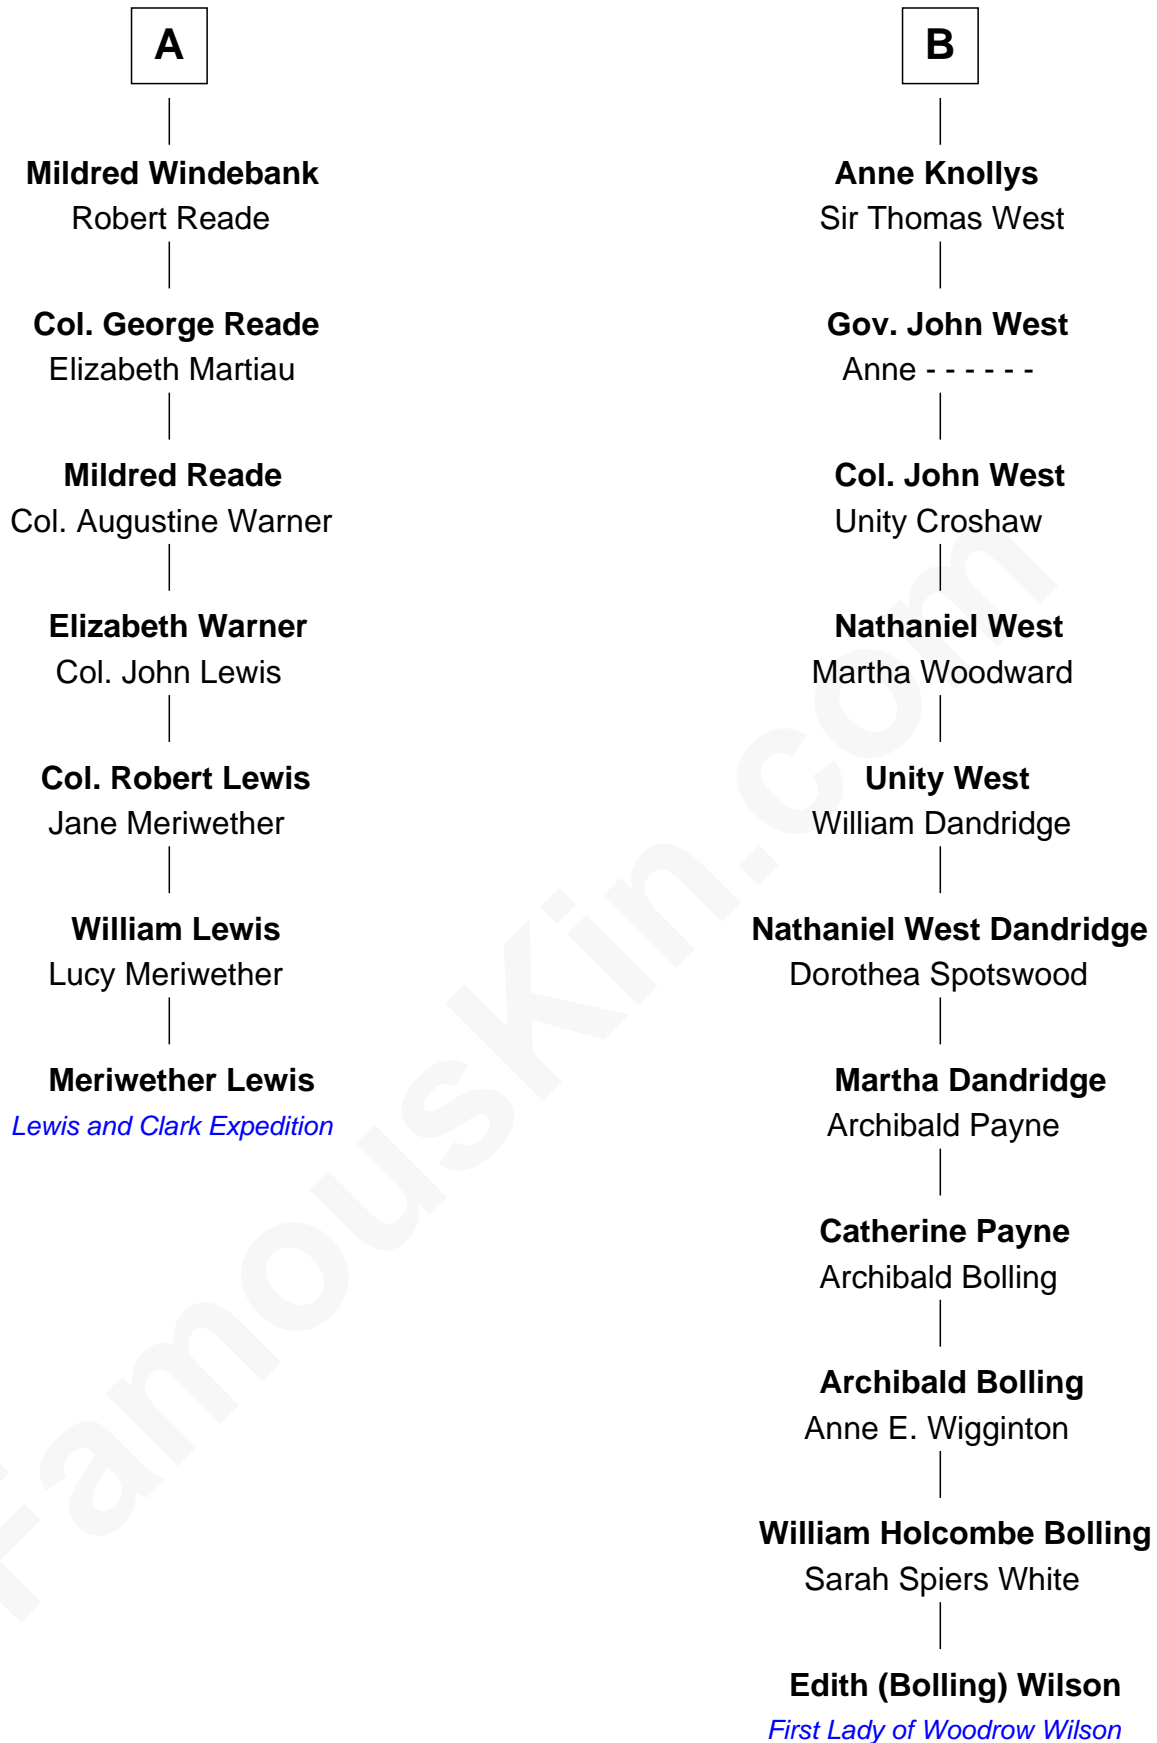 A
Mildred Windebank
Robert Reade
Col. George Reade
Elizabeth Martiau
Mildred Reade
Col. Augustine Warner
Elizabeth Warner
Col. John Lewis
Col. Robert Lewis
Jane Meriwether
William Lewis
Lucy Meriwether
Meriwether Lewis
Lewis and Clark Expedition
B
Anne Knollys
Sir Thomas West
Gov. John West
Anne - - - - - -
Col. John West
Unity Croshaw
Nathaniel West
Martha Woodward
Unity West
William Dandridge
Nathaniel West Dandridge
Dorothea Spotswood
Martha Dandridge
Archibald Payne
Catherine Payne
Archibald Bolling
Archibald Bolling
Anne E. Wigginton
William Holcombe Bolling
Sarah Spiers White
Edith (Bolling) Wilson
First Lady of Woodrow Wilson
FamousKin.com